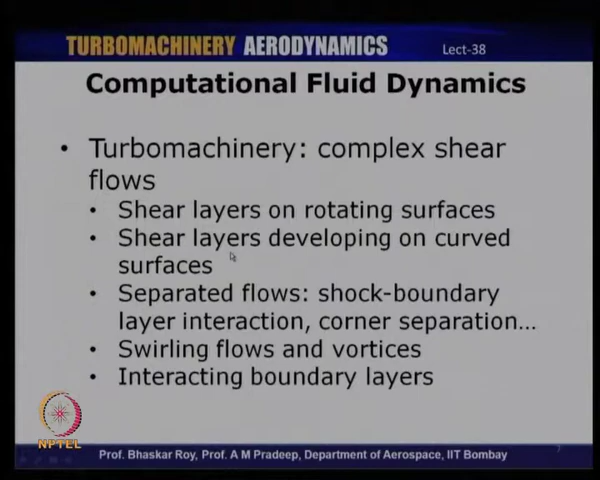 TURBOMACHINERY AERODYNAMICS Lect-38
Computational Fluid Dynamics
• Turbomachinery: complex shear
flows
• Shear layers on rotating surfaces
• Shear layers developing on curved
surfaces
• Separated flows: shock-boundary
layer interaction, corner separation…
• Swirling flows and vortices
• Interacting boundary layers
NPTEL
Prof. Bhaskar Roy, Prof. A M Pradeep, Department of Aerospace, IIT Bombay
7